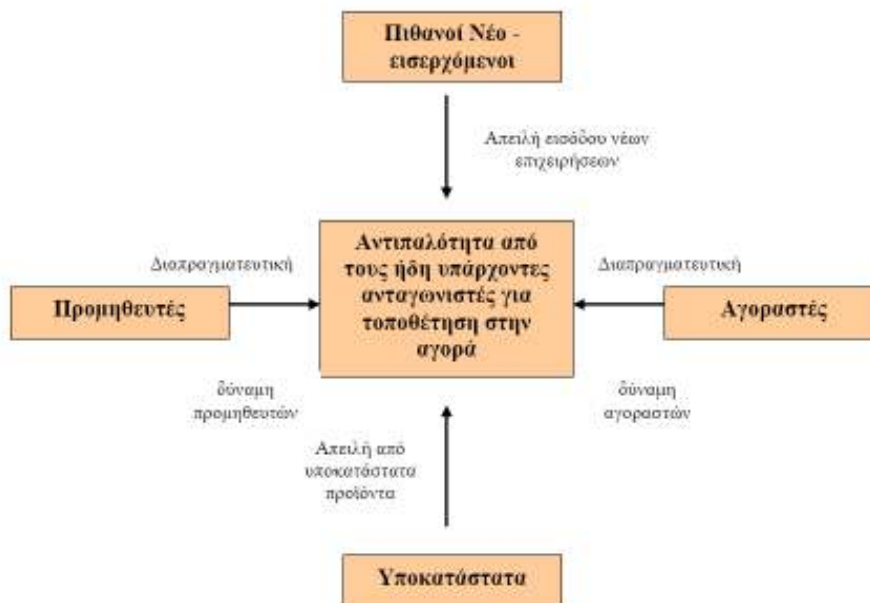 Πιθανοί Νέο -
εισερχόμενοι
Απειλή εισόδου νέων
επιχειρήσεων
Διαπραγματευτική
Προμηθευτές
δύναμη
προμηθευτών
Αντιπαλότητα από
τους ήδη υπάρχοντες
ανταγωνιστές για
τοποθέτηση στην
αγορά
Διαπραγματευτική
Αγοραστές
δύναμη
αγοραστών
Απειλή από
υποκατάστατα
προϊόντα
Υποκατάστατα